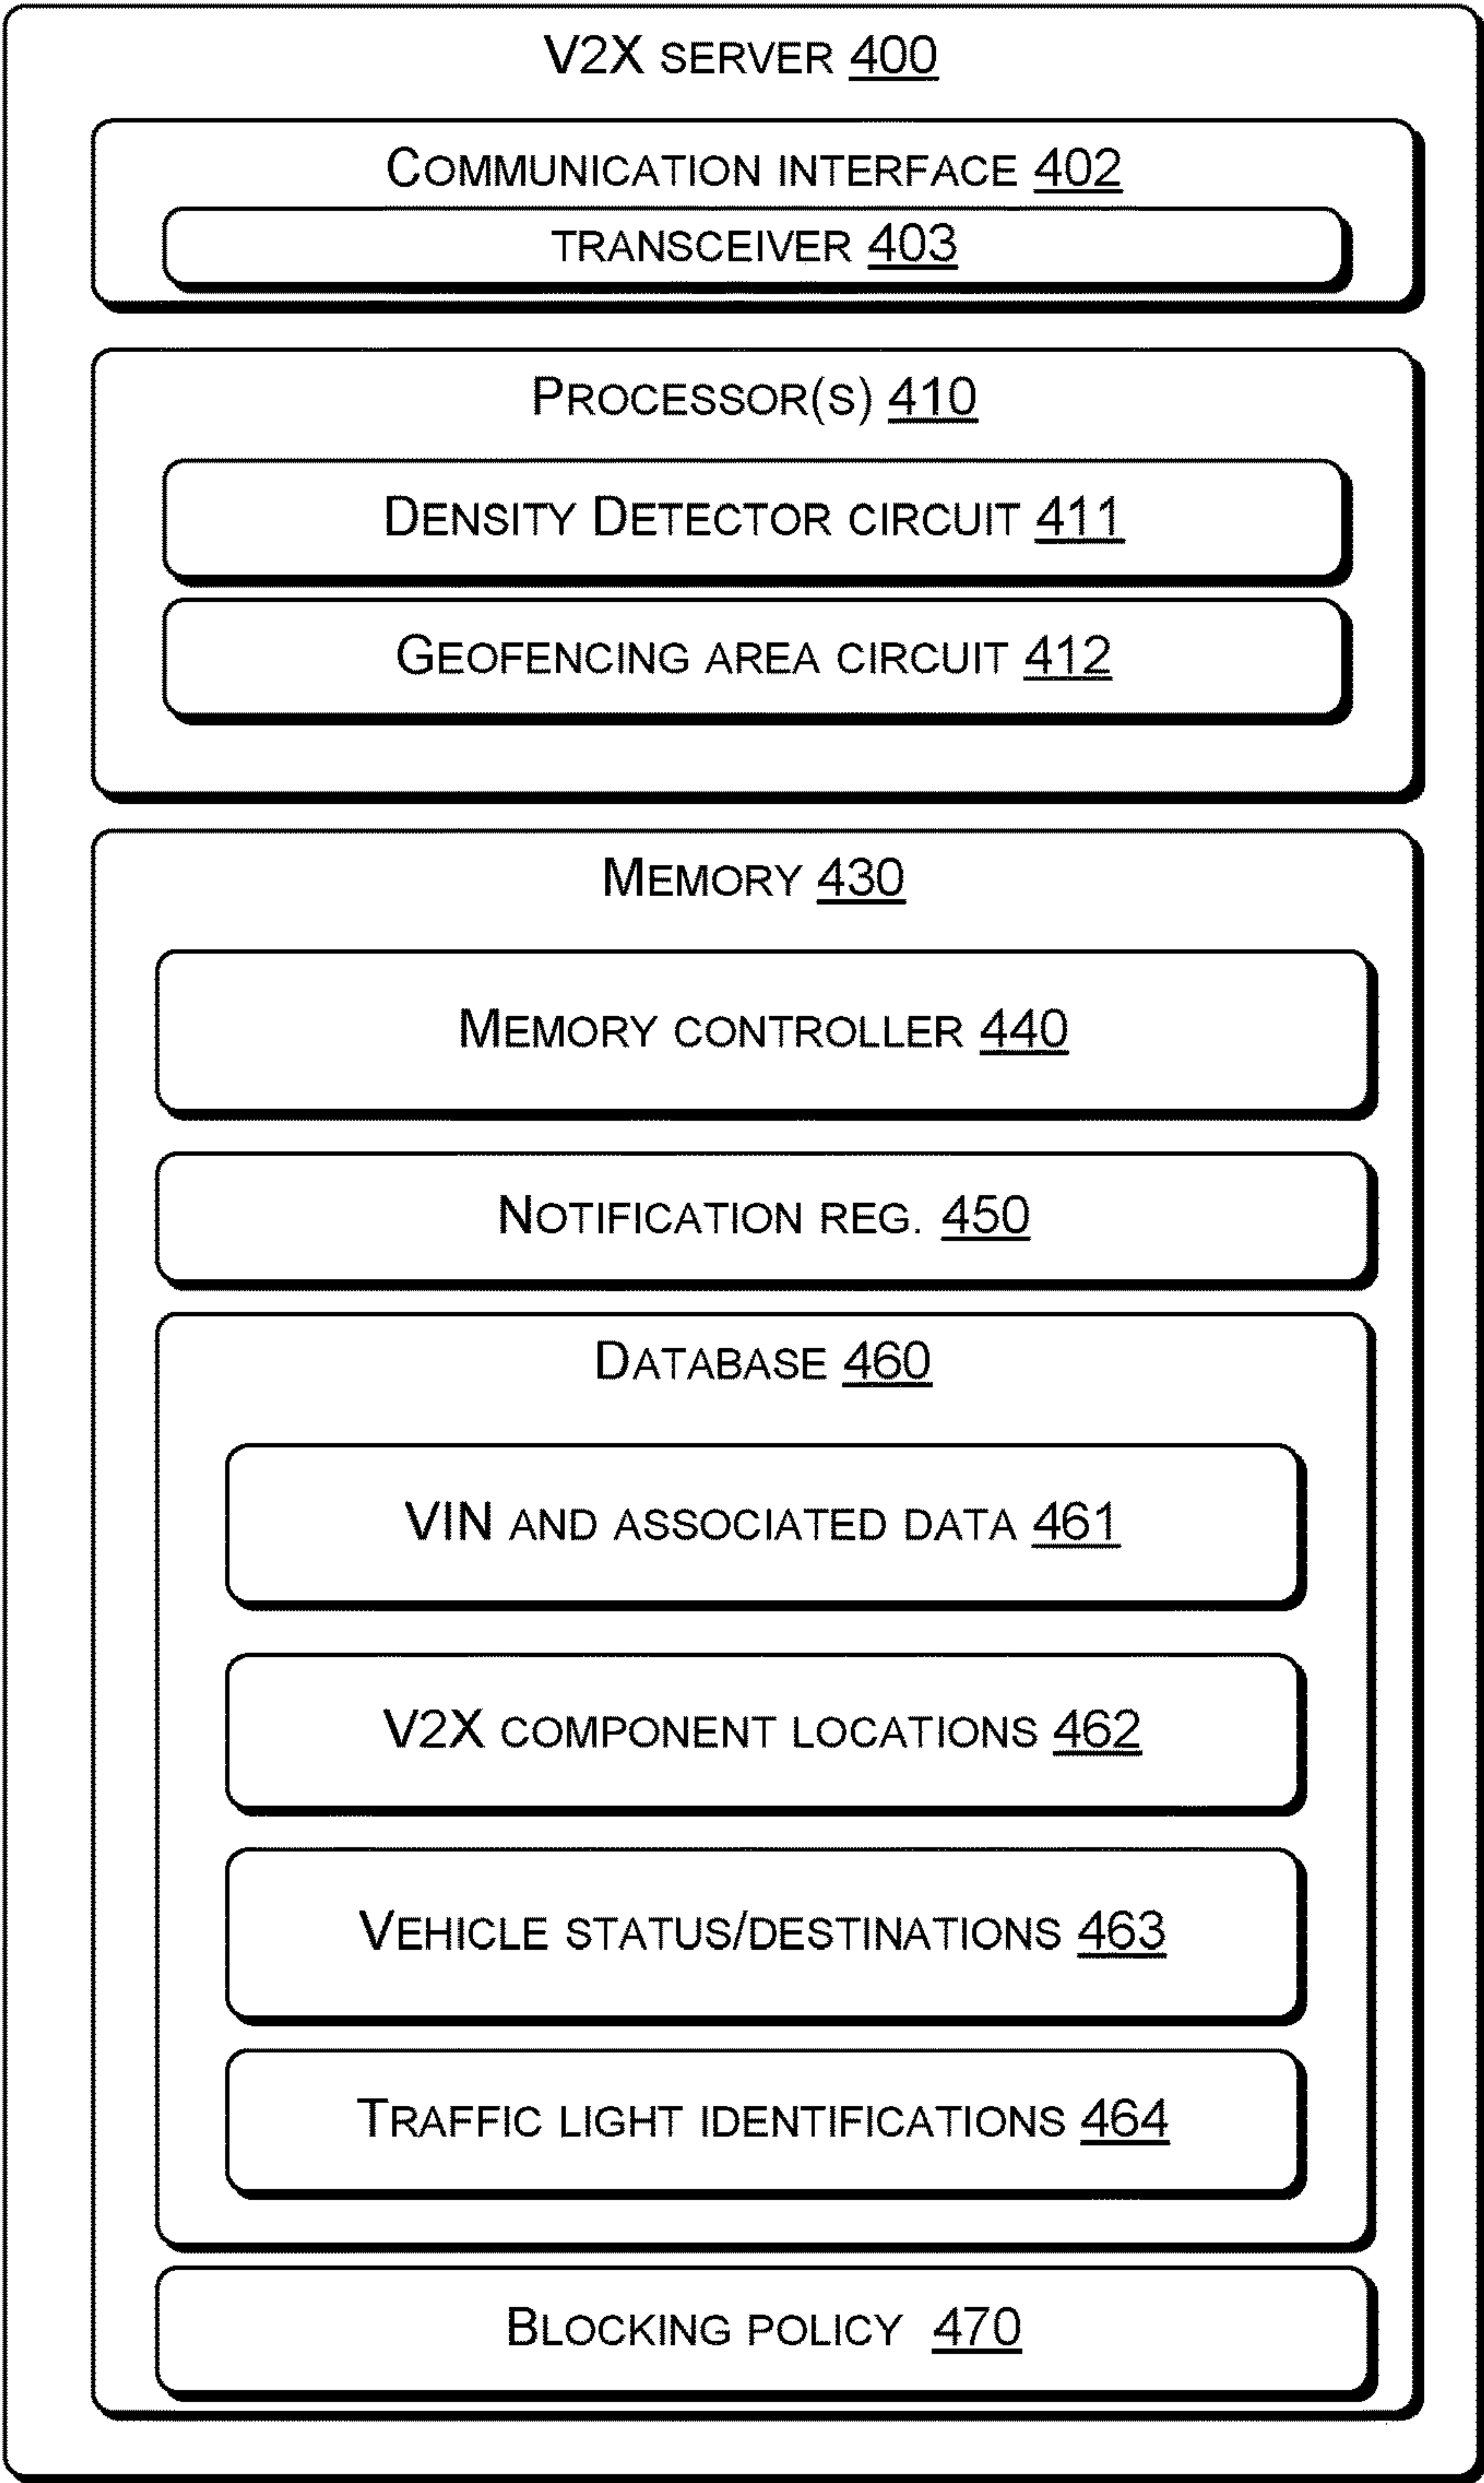 V2X SERVER 400
COMMUNICATION INTERFACE 402
TRANSCEIVER 403
PROCESSOR(S) 410
DENSITY DETECTOR CIRCUIT 411
GEOFENCING AREA CIRCUIT 412
MEMORY 430
MEMORY CONTROLLER 440
NOTIFICATION REG. 450
DATABASE 460
VIN AND ASSOCIATED DATA 461
V2X COMPONENT LOCATIONS 462
VEHICLE STATUS/DESTINATIONS 463
TRAFFIC LIGHT IDENTIFICATIONS 464
BLOCKING POLICY 470